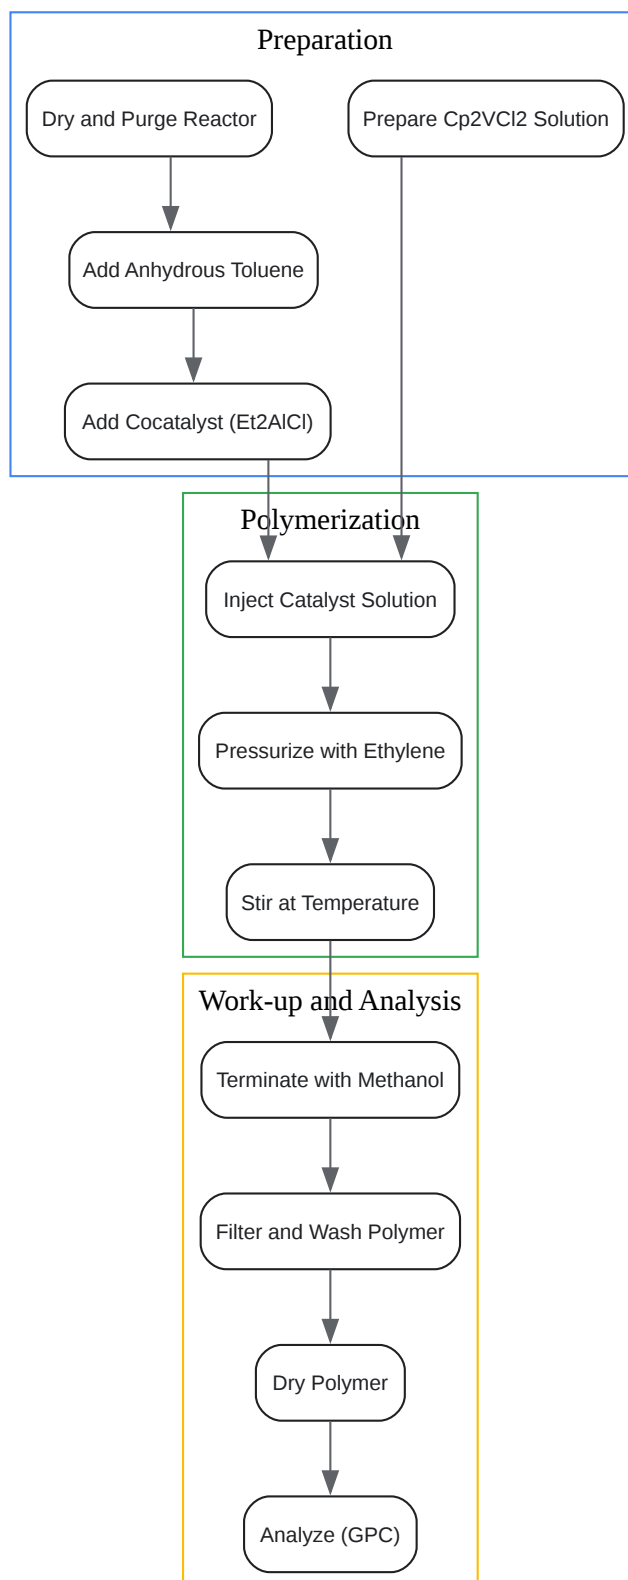 Preparation
Dry and Purge Reactor
Prepare Cp2VCl2 Solution
Add Anhydrous Toluene
Add Cocatalyst (Et2AlCl)
Polymerization
Inject Catalyst Solution
Pressurize with Ethylene
Stir at Temperature
Work-up and Analysis
Terminate with Methanol
Filter and Wash Polymer
Dry Polymer
Analyze (GPC)